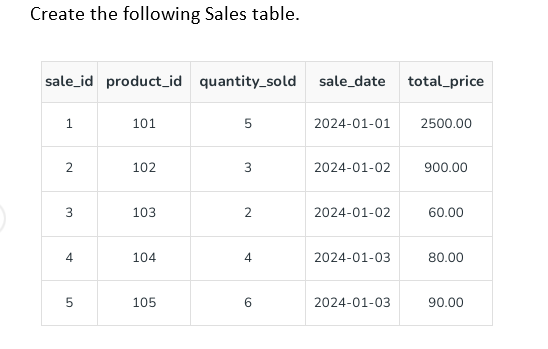 Create the following Sales table.
sale_id product_id quantity_sold sale_date total_price
1 101 5 2024-01-01 2500.00
2 102 3 2024-01-02 900.00
3 103 2 2024-01-02 60.00
4 104 4 2024-01-03 80.00
5 105 6 2024-01-03 90.00